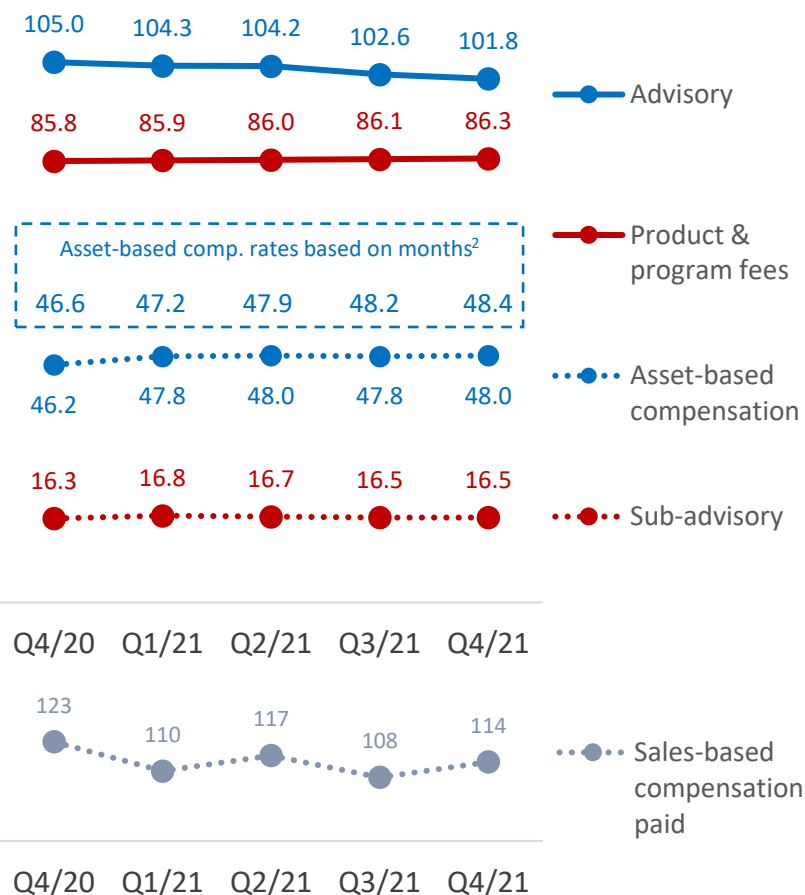 105.0 104.3 104.2 102.6 101.8
Advisory
85.8 85.9 86.0 86.1 86.3
Product &
program fees
Asset-based comp. rates based on months²
46.6 47.2 47.9 48.2 48.4
46.2 47.8 48.0 47.8 48.0
Asset-based
compensation
16.3 16.8 16.7 16.5 16.5
Sub-advisory
Q4/20 Q1/21 Q2/21 Q3/21 Q4/21
123 110 117 108 114
Sales-based
compensation
paid
Q4/20 Q1/21 Q2/21 Q3/21 Q4/21